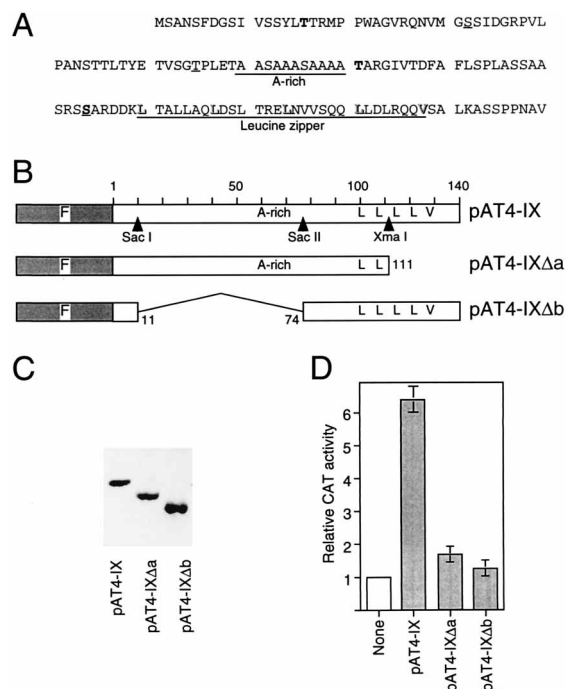 A
MSANSFDGSI VSSYLTTRMP PWAGVRQNVM GSSIDGRPVL
PANSTTLTYE TVSGTPLETA ASAAASAAAA TARGIVTDFA FLSPLASSAA
A-rich
SRSSARDDKL TALLAQLDSL TRELNVVSQQ LLDLRQQVSA LKASSPPNAV
Leucine zipper
B
1 50 100 140
F A-rich L L L L V pAT4-IX
Sac I Sac II Xma I
F A-rich L L 111 pAT4-IXΔa
F 11 74 L L L L V pAT4-IXΔb
C
pAT4-IX
pAT4-IXΔa
pAT4-IXΔb
D
Relative CAT activity
6
5
4
3
2
1
None
pAT4-IX
pAT4-IXΔa
pAT4-IXΔb